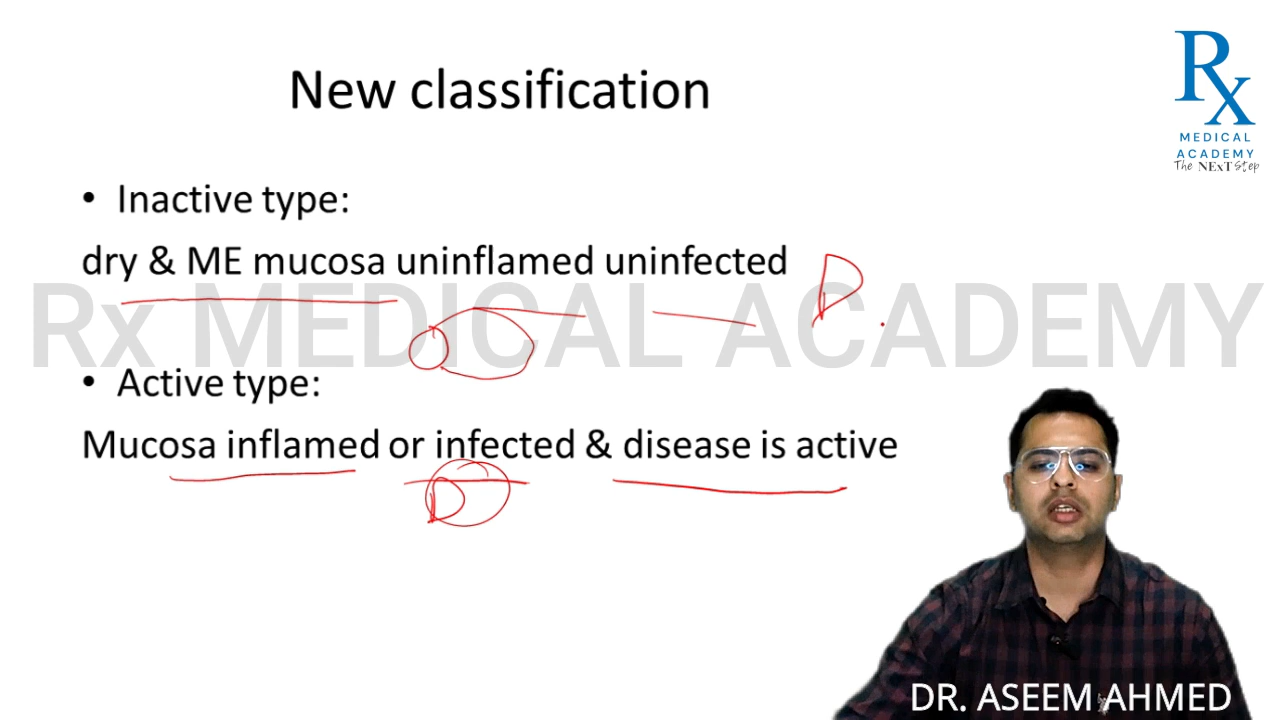 New classification
Rx
MEDICAL
ACADEMY
The NExT Step
• Inactive type:
dry & ME mucosa uninflamed uninfected
D
Rx MEDICAL ACADEMY
• Active type:
Mucosa inflamed or infected & disease is active
D
DR. ASEEM AHMED